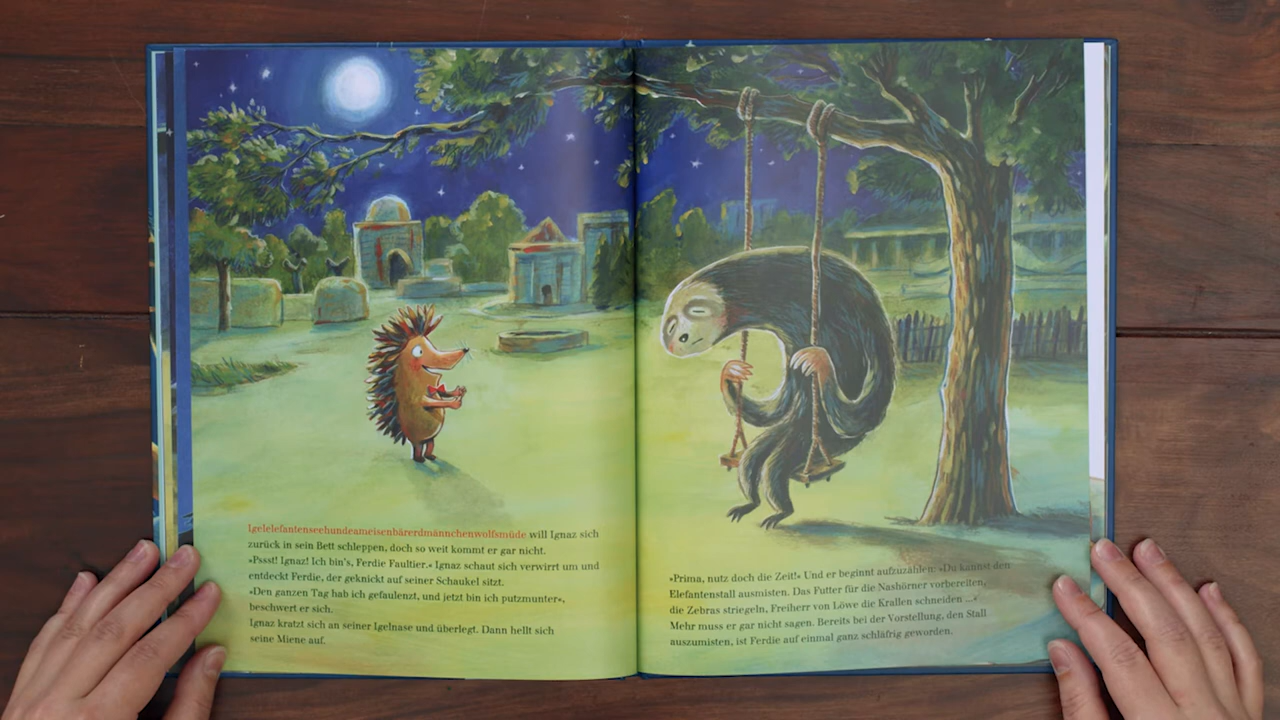 Igelelefantenseehundeameisenbärerdmännchenwolfsmüde will Ignaz sich
zurück in sein Bett schleppen, doch so weit kommt er gar nicht.
»Pssst! Ignaz! Ich bin's, Ferdie Faultier.« Ignaz schaut sich verwirrt um und
entdeckt Ferdie, der geknickt auf seiner Schaukel sitzt.
»Den ganzen Tag hab ich gefaulenzt, und jetzt bin ich putzmunter«,
beschwert er sich.
Ignaz kratzt sich an seiner Igelnase und überlegt. Dann hellt sich
seine Miene auf.
»Prima, nutz doch die Zeit!« Und er beginnt aufzuzählen: »Du kannst den
Elefantenstall ausmisten. Das Futter für die Nashörner vorbereiten,
die Zebras striegeln, Freiherr von Löwe die Krallen schneiden ...«
Mehr muss er gar nicht sagen. Bereits bei der Vorstellung, den Stall
auszumisten, ist Ferdie auf einmal ganz schläfrig geworden.